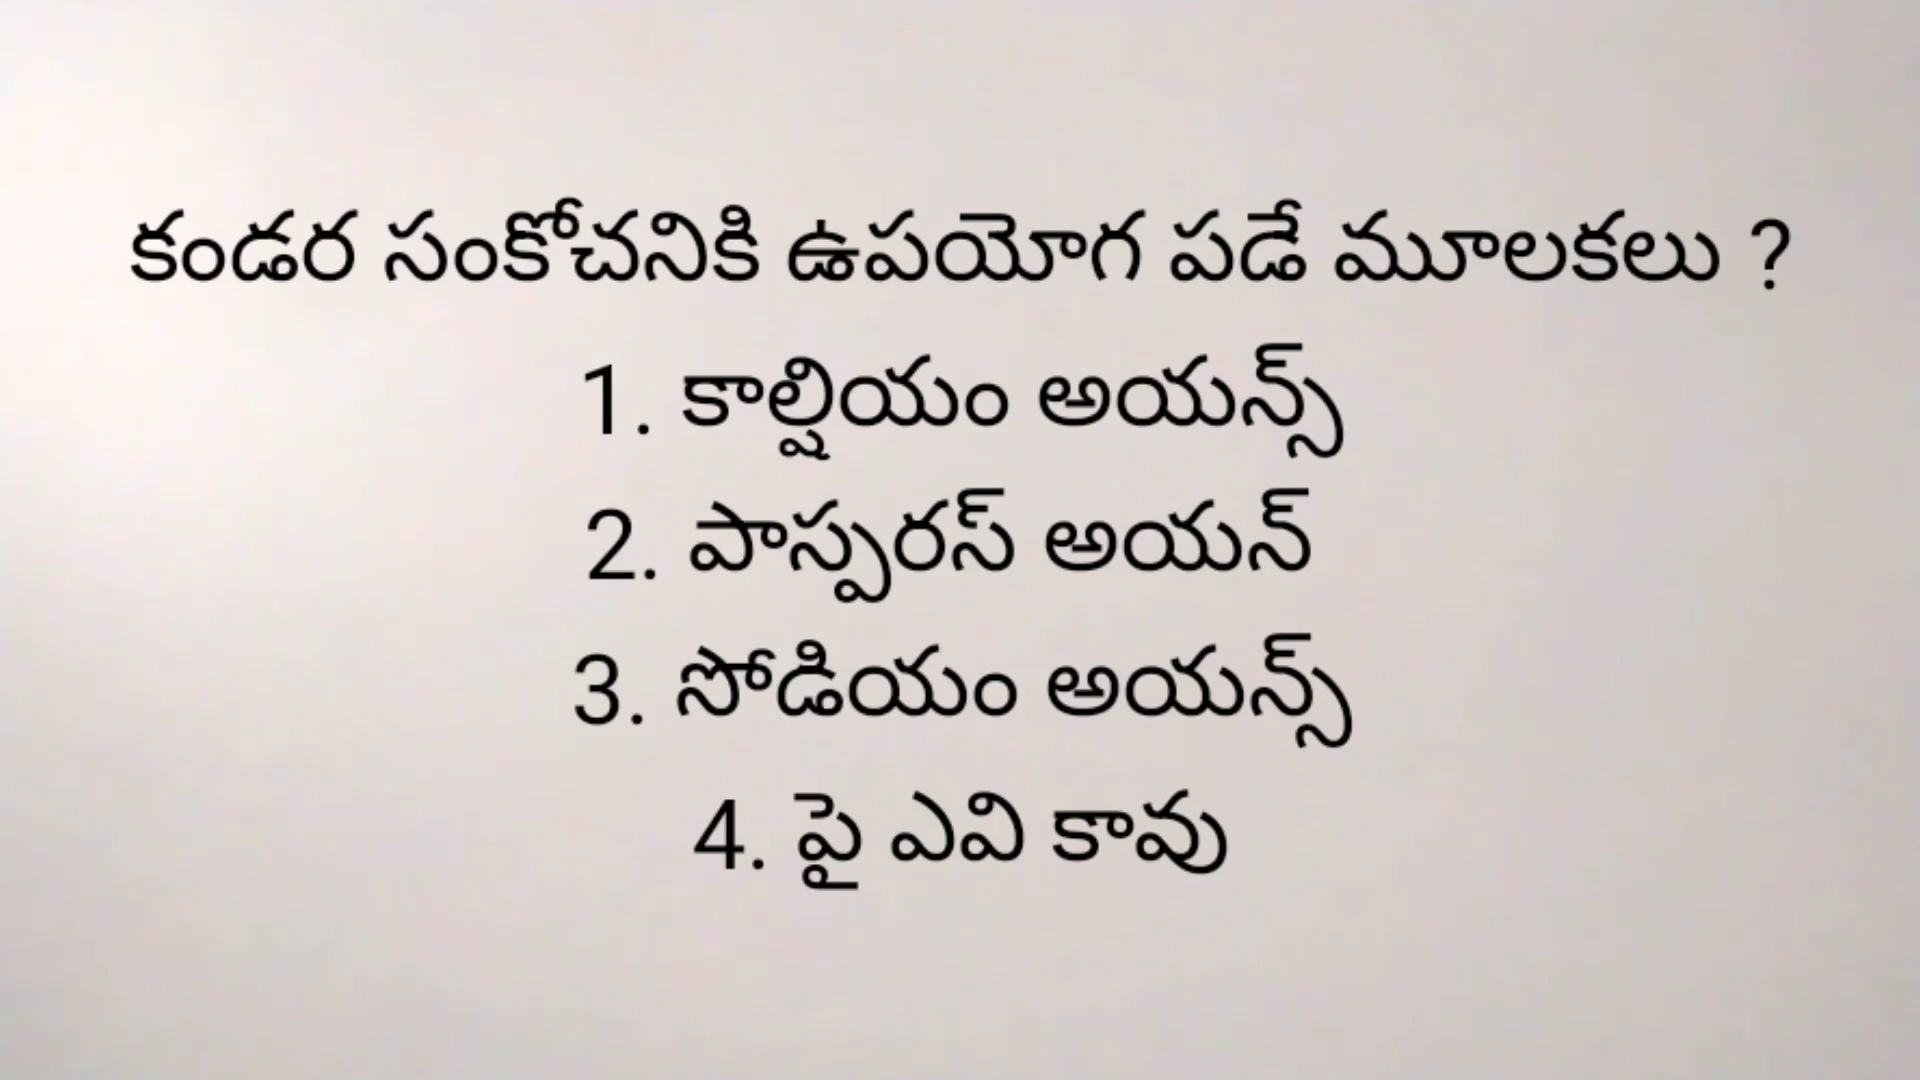 కండర సంకోచనికి ఉపయోగ పడే మూలకలు ?
1. కాల్షియం అయన్స్
2. పాస్పరస్ అయన్
3. సోడియం అయన్స్
4. పై ఎవి కావు